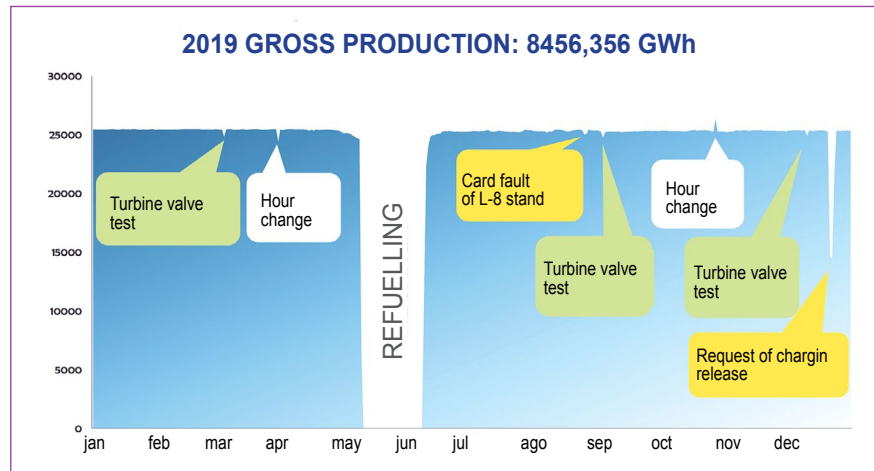 2019 GROSS PRODUCTION: 8456,356 GWh
30000
25000
20000
15000
10000
5000
0
Turbine valve
test
Hour
change
REFUELLING
Card fault
of L-8 stand
Turbine valve
test
Hour
change
Turbine valve
test
Request of chargin
release
jan feb mar apr may jun jul ago sep oct nov dec